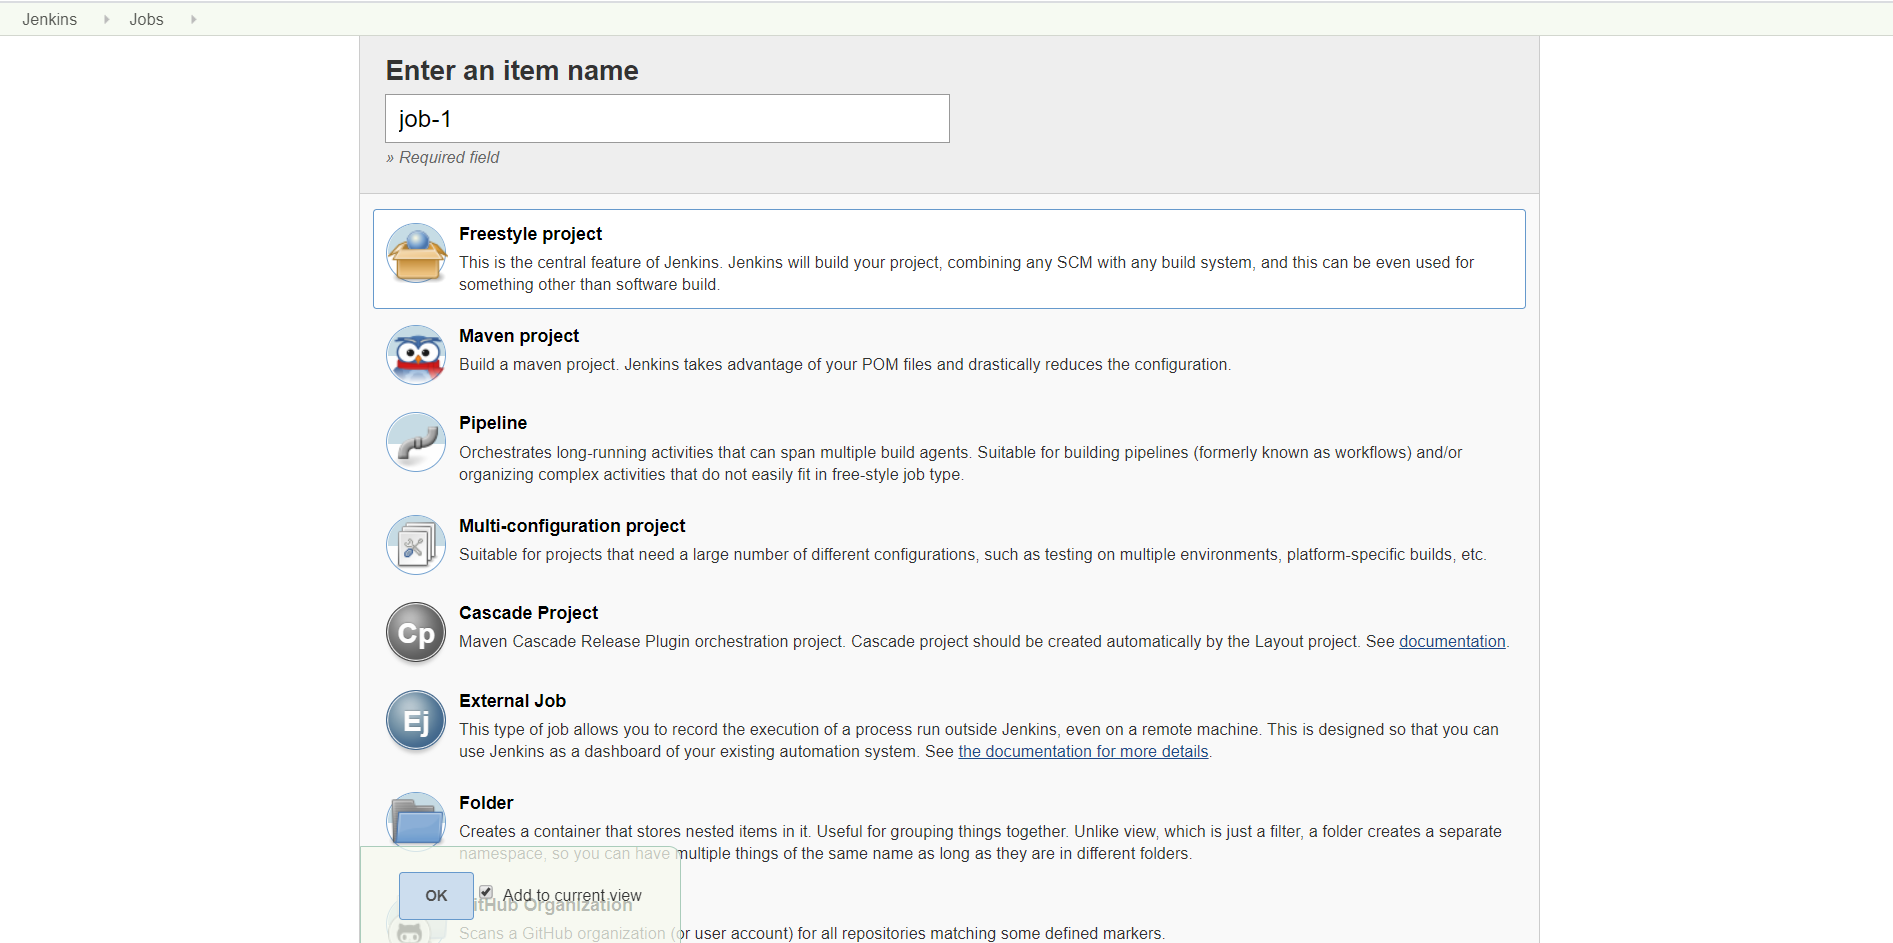 Jenkins Jobs
Enter an item name
job-1
» Required field
Freestyle project
This is the central feature of Jenkins. Jenkins will build your project, combining any SCM with any build system, and this can be even used for
something other than software build.
Maven project
Build a maven project. Jenkins takes advantage of your POM files and drastically reduces the configuration.
Pipeline
Orchestrates long-running activities that can span multiple build agents. Suitable for building pipelines (formerly known as workflows) and/or
organizing complex activities that do not easily fit in free-style job type.
Multi-configuration project
Suitable for projects that need a large number of different configurations, such as testing on multiple environments, platform-specific builds, etc.
Cp
Cascade Project
Maven Cascade Release Plugin orchestration project. Cascade project should be created automatically by the Layout project. See documentation.
Ej
External Job
This type of job allows you to record the execution of a process run outside Jenkins, even on a remote machine. This is designed so that you can
use Jenkins as a dashboard of your existing automation system. See the documentation for more details.
Folder
Creates a container that stores nested items in it. Useful for grouping things together. Unlike view, which is just a filter, a folder creates a separate
namespace, so you can have multiple things of the same name as long as they are in different folders.
OK Add to current view
itHub Organization
Scans a GitHub organization (or user account) for all repositories matching some defined markers.